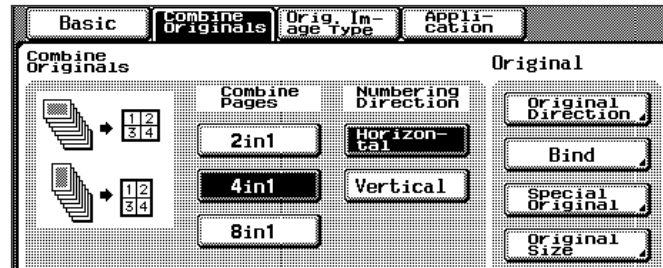 Basic
Combine
Originals
Orig. Im-
age Type
Appli-
cation
Combine
Originals
Original
Combine
Pages
Numbering
Direction
1 2
3 4
2in1
Horizon-
tal
Original
Direction
Bind
1 2
3 4
4in1
Vertical
Special
Original
8in1
Original
Size